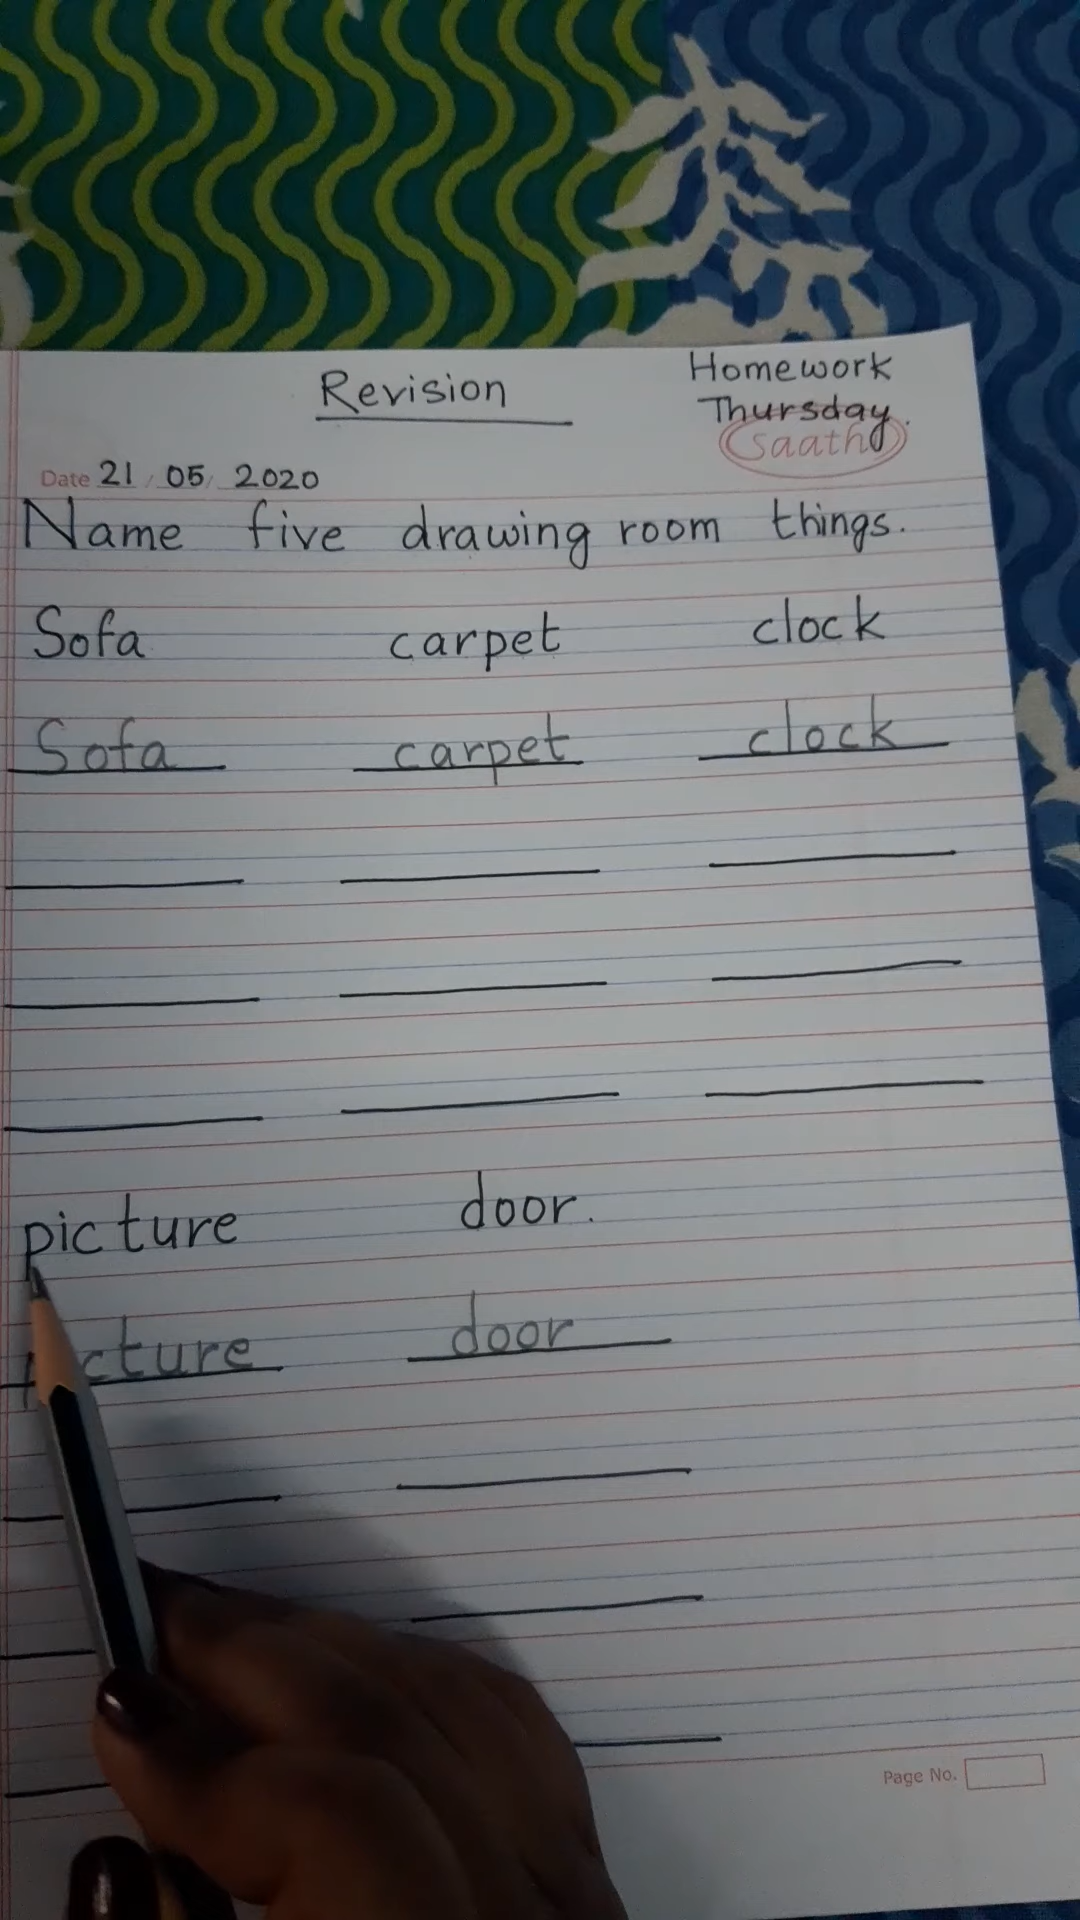 Homework
Revision
Thursday.
saath
Date 21 / 05 / 2020
Name five drawing room things.
Sofa carpet clock
Sofa carpet clock
picture door.
cture door
Page No.